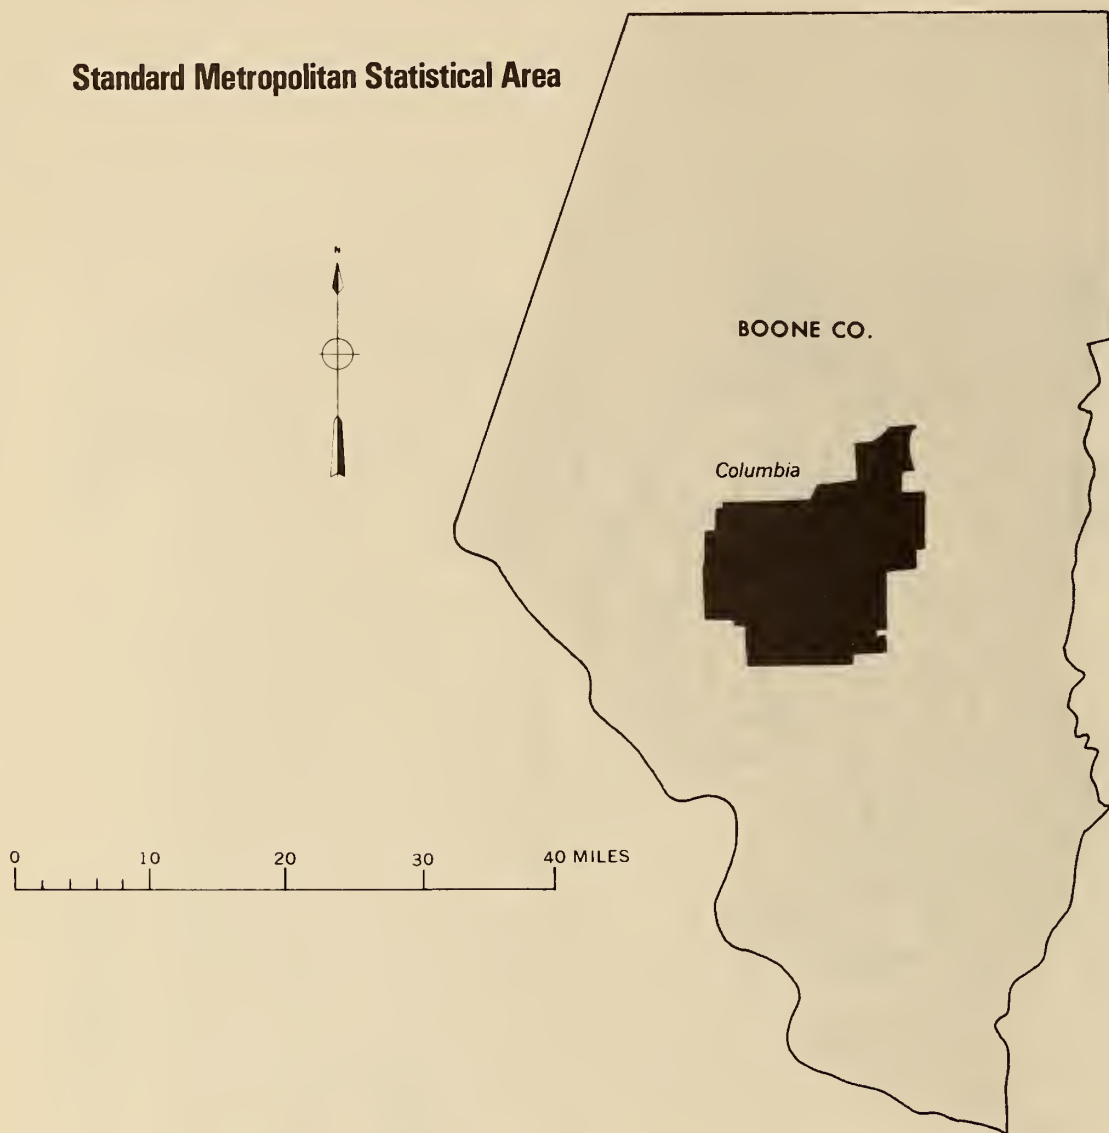 Standard Metropolitan Statistical Area
N
BOONE CO.
Columbia
0 10 20 30 40 MILES